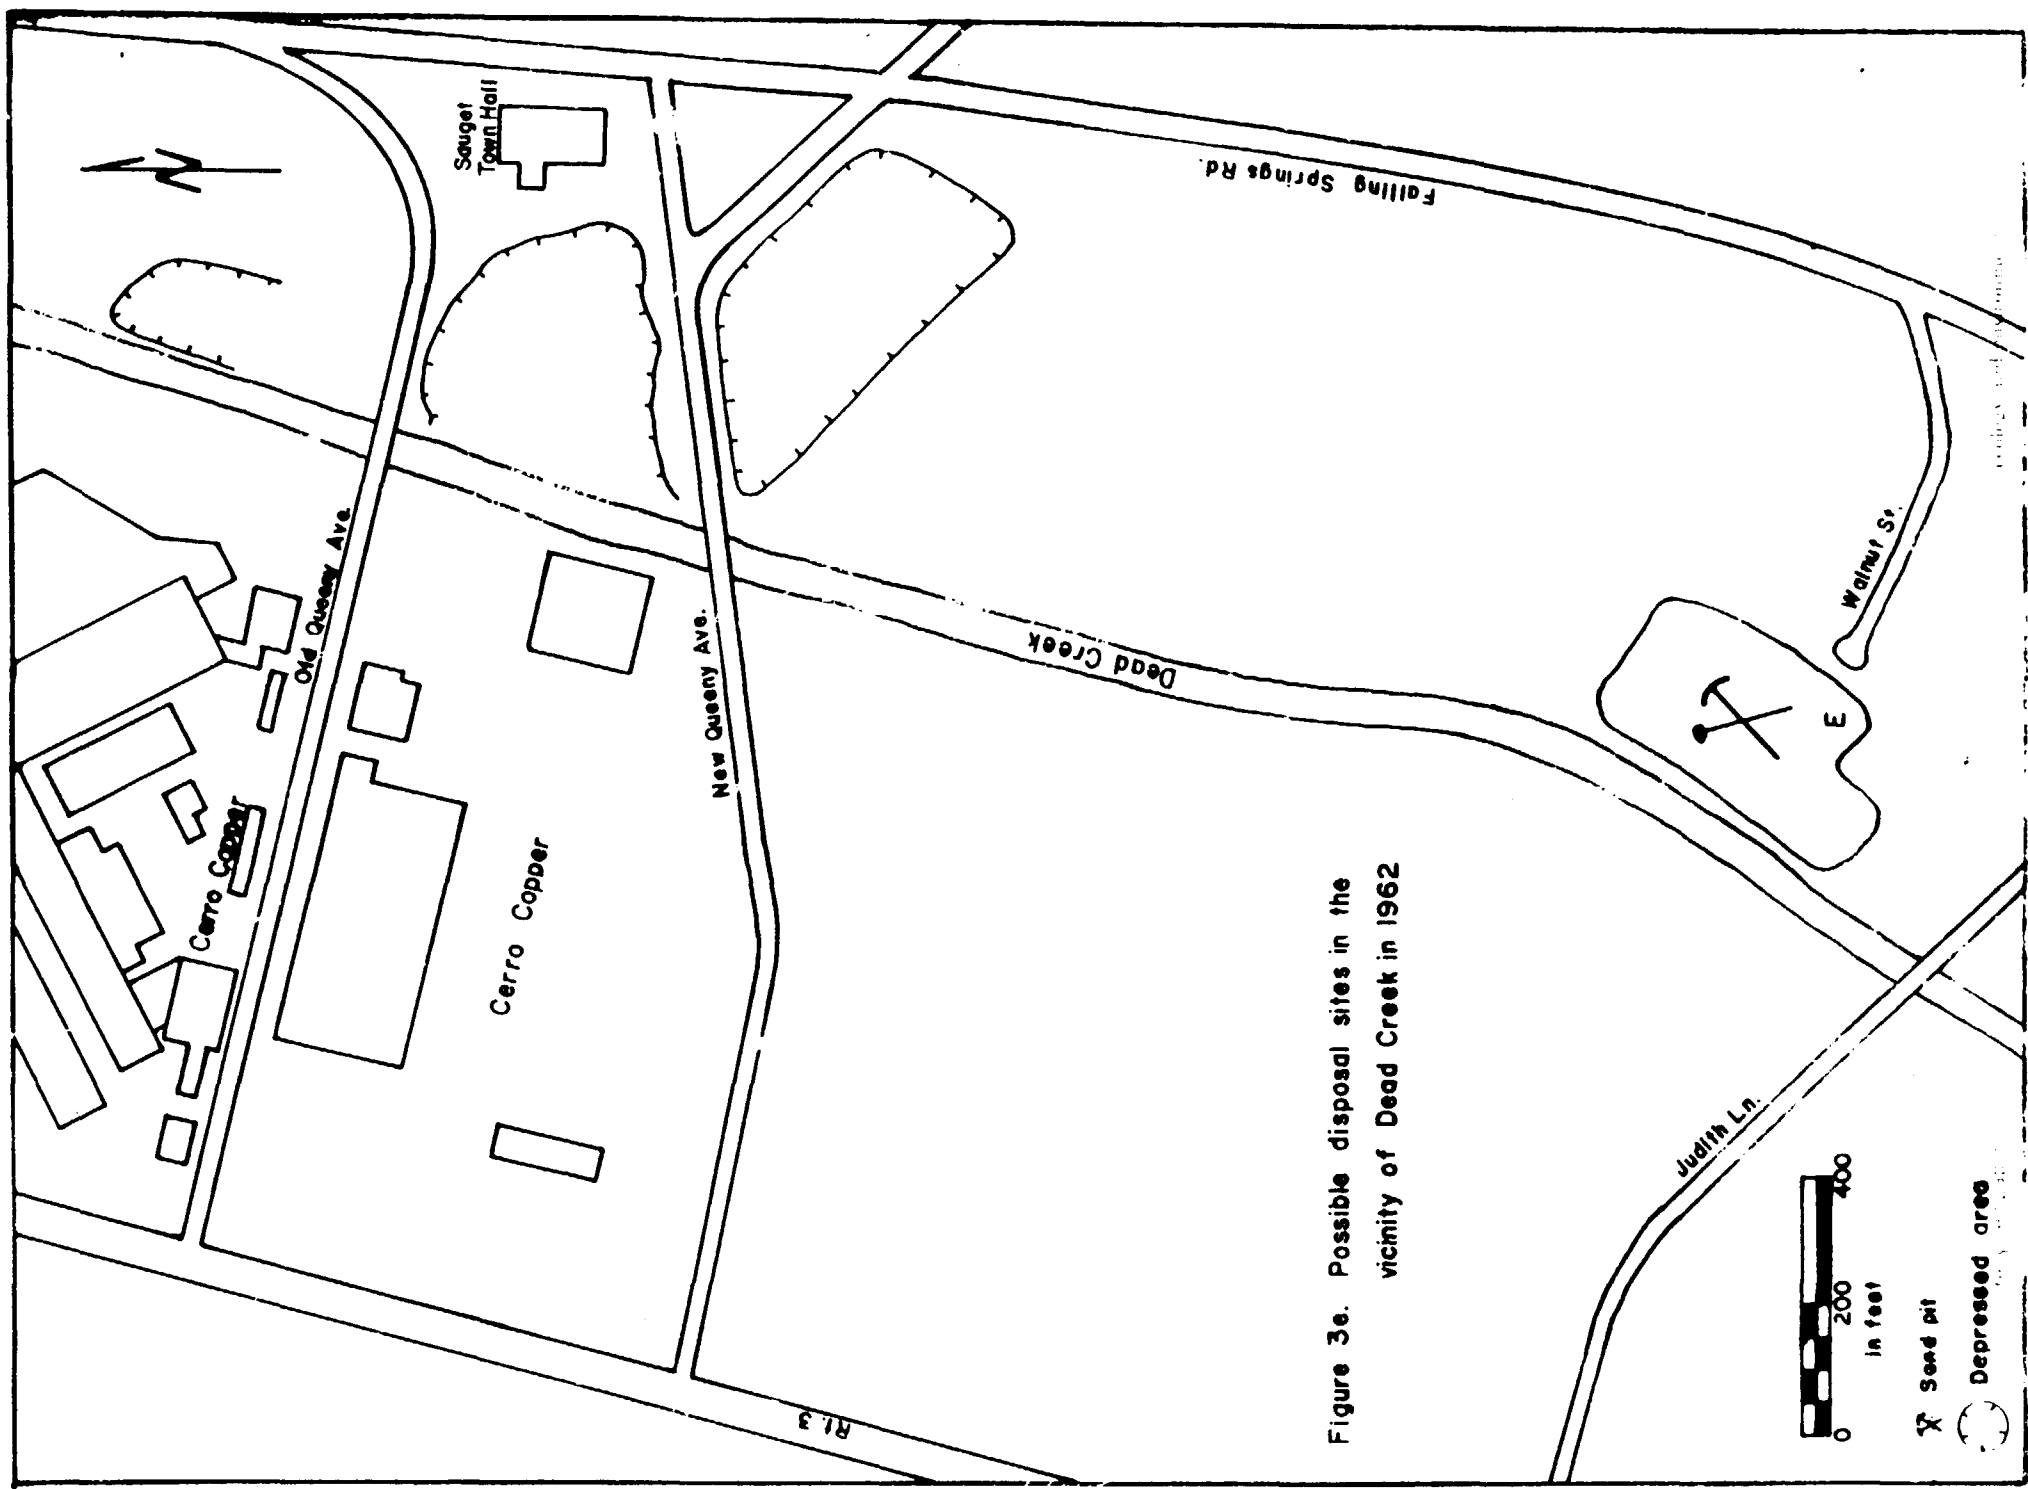 Sauget
Town Hall
Old Queeny Ave.
Cerro Copper
Cerro Copper
New Queeny Ave.
Falling Springs Rd.
Dead Creek
Walnut St.
E
Judith Ln.
Rt. 3
Figure 3e. Possible disposal sites in the
vicinity of Dead Creek in 1962
0 200 400
in feet
Sand pit
Depressed area